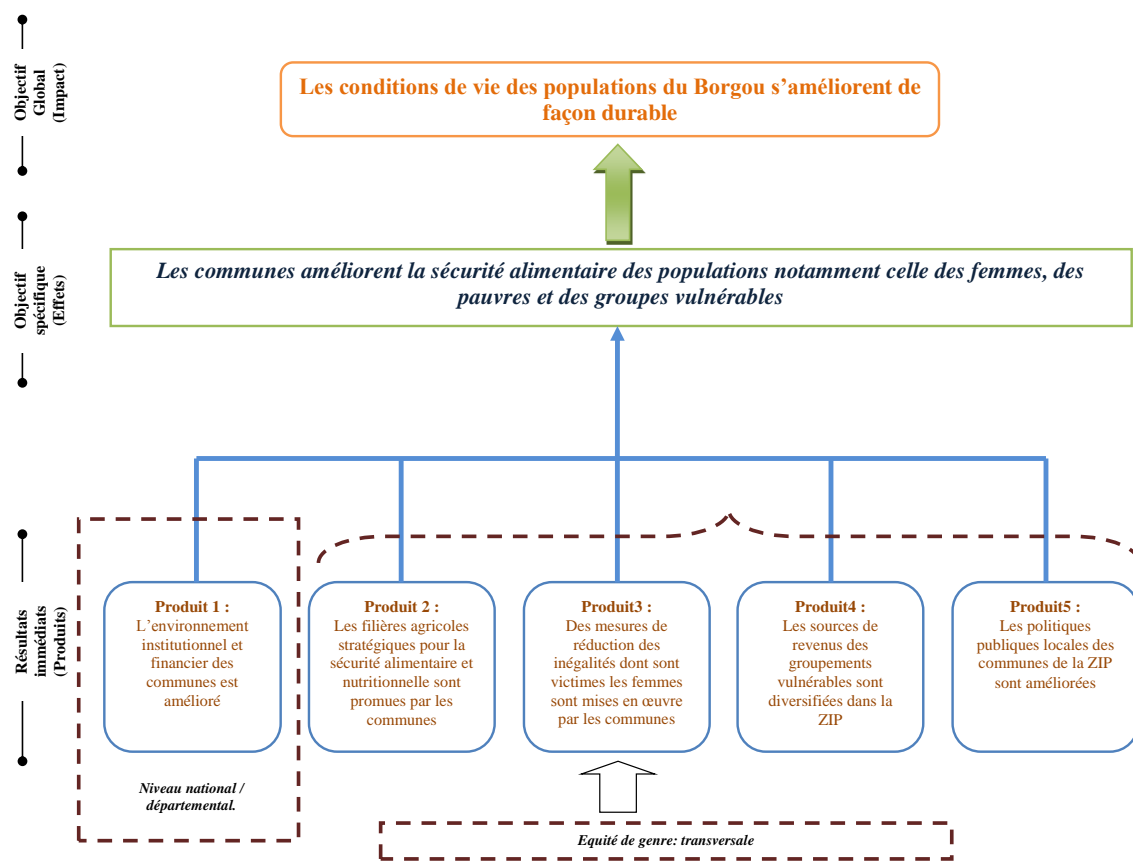 Objectif
Global
(Impact)
Les conditions de vie des populations du Borgou s’améliorent de
façon durable
Objectif
spécifique
(Effets)
Les communes améliorent la sécurité alimentaire des populations notamment celle des femmes, des
pauvres et des groupes vulnérables
Résultats
immédiats
(Produits)
Produit 1 :
L’environnement
institutionnel et
financier des
communes est
amélioré
Produit 2 :
Les filières agricoles
stratégiques pour la
sécurité alimentaire et
nutritionnelle sont
promues par les
communes
Produit3 :
Des mesures de
réduction des
inégalités dont sont
victimes les femmes
sont mises en œuvre
par les communes
Produit4 :
Les sources de
revenus des
groupements
vulnérables sont
diversifiées dans la
ZIP
Produit5 :
Les politiques
publiques locales des
communes de la ZIP
sont améliorées
Niveau national /
départemental.
Equité de genre: transversale